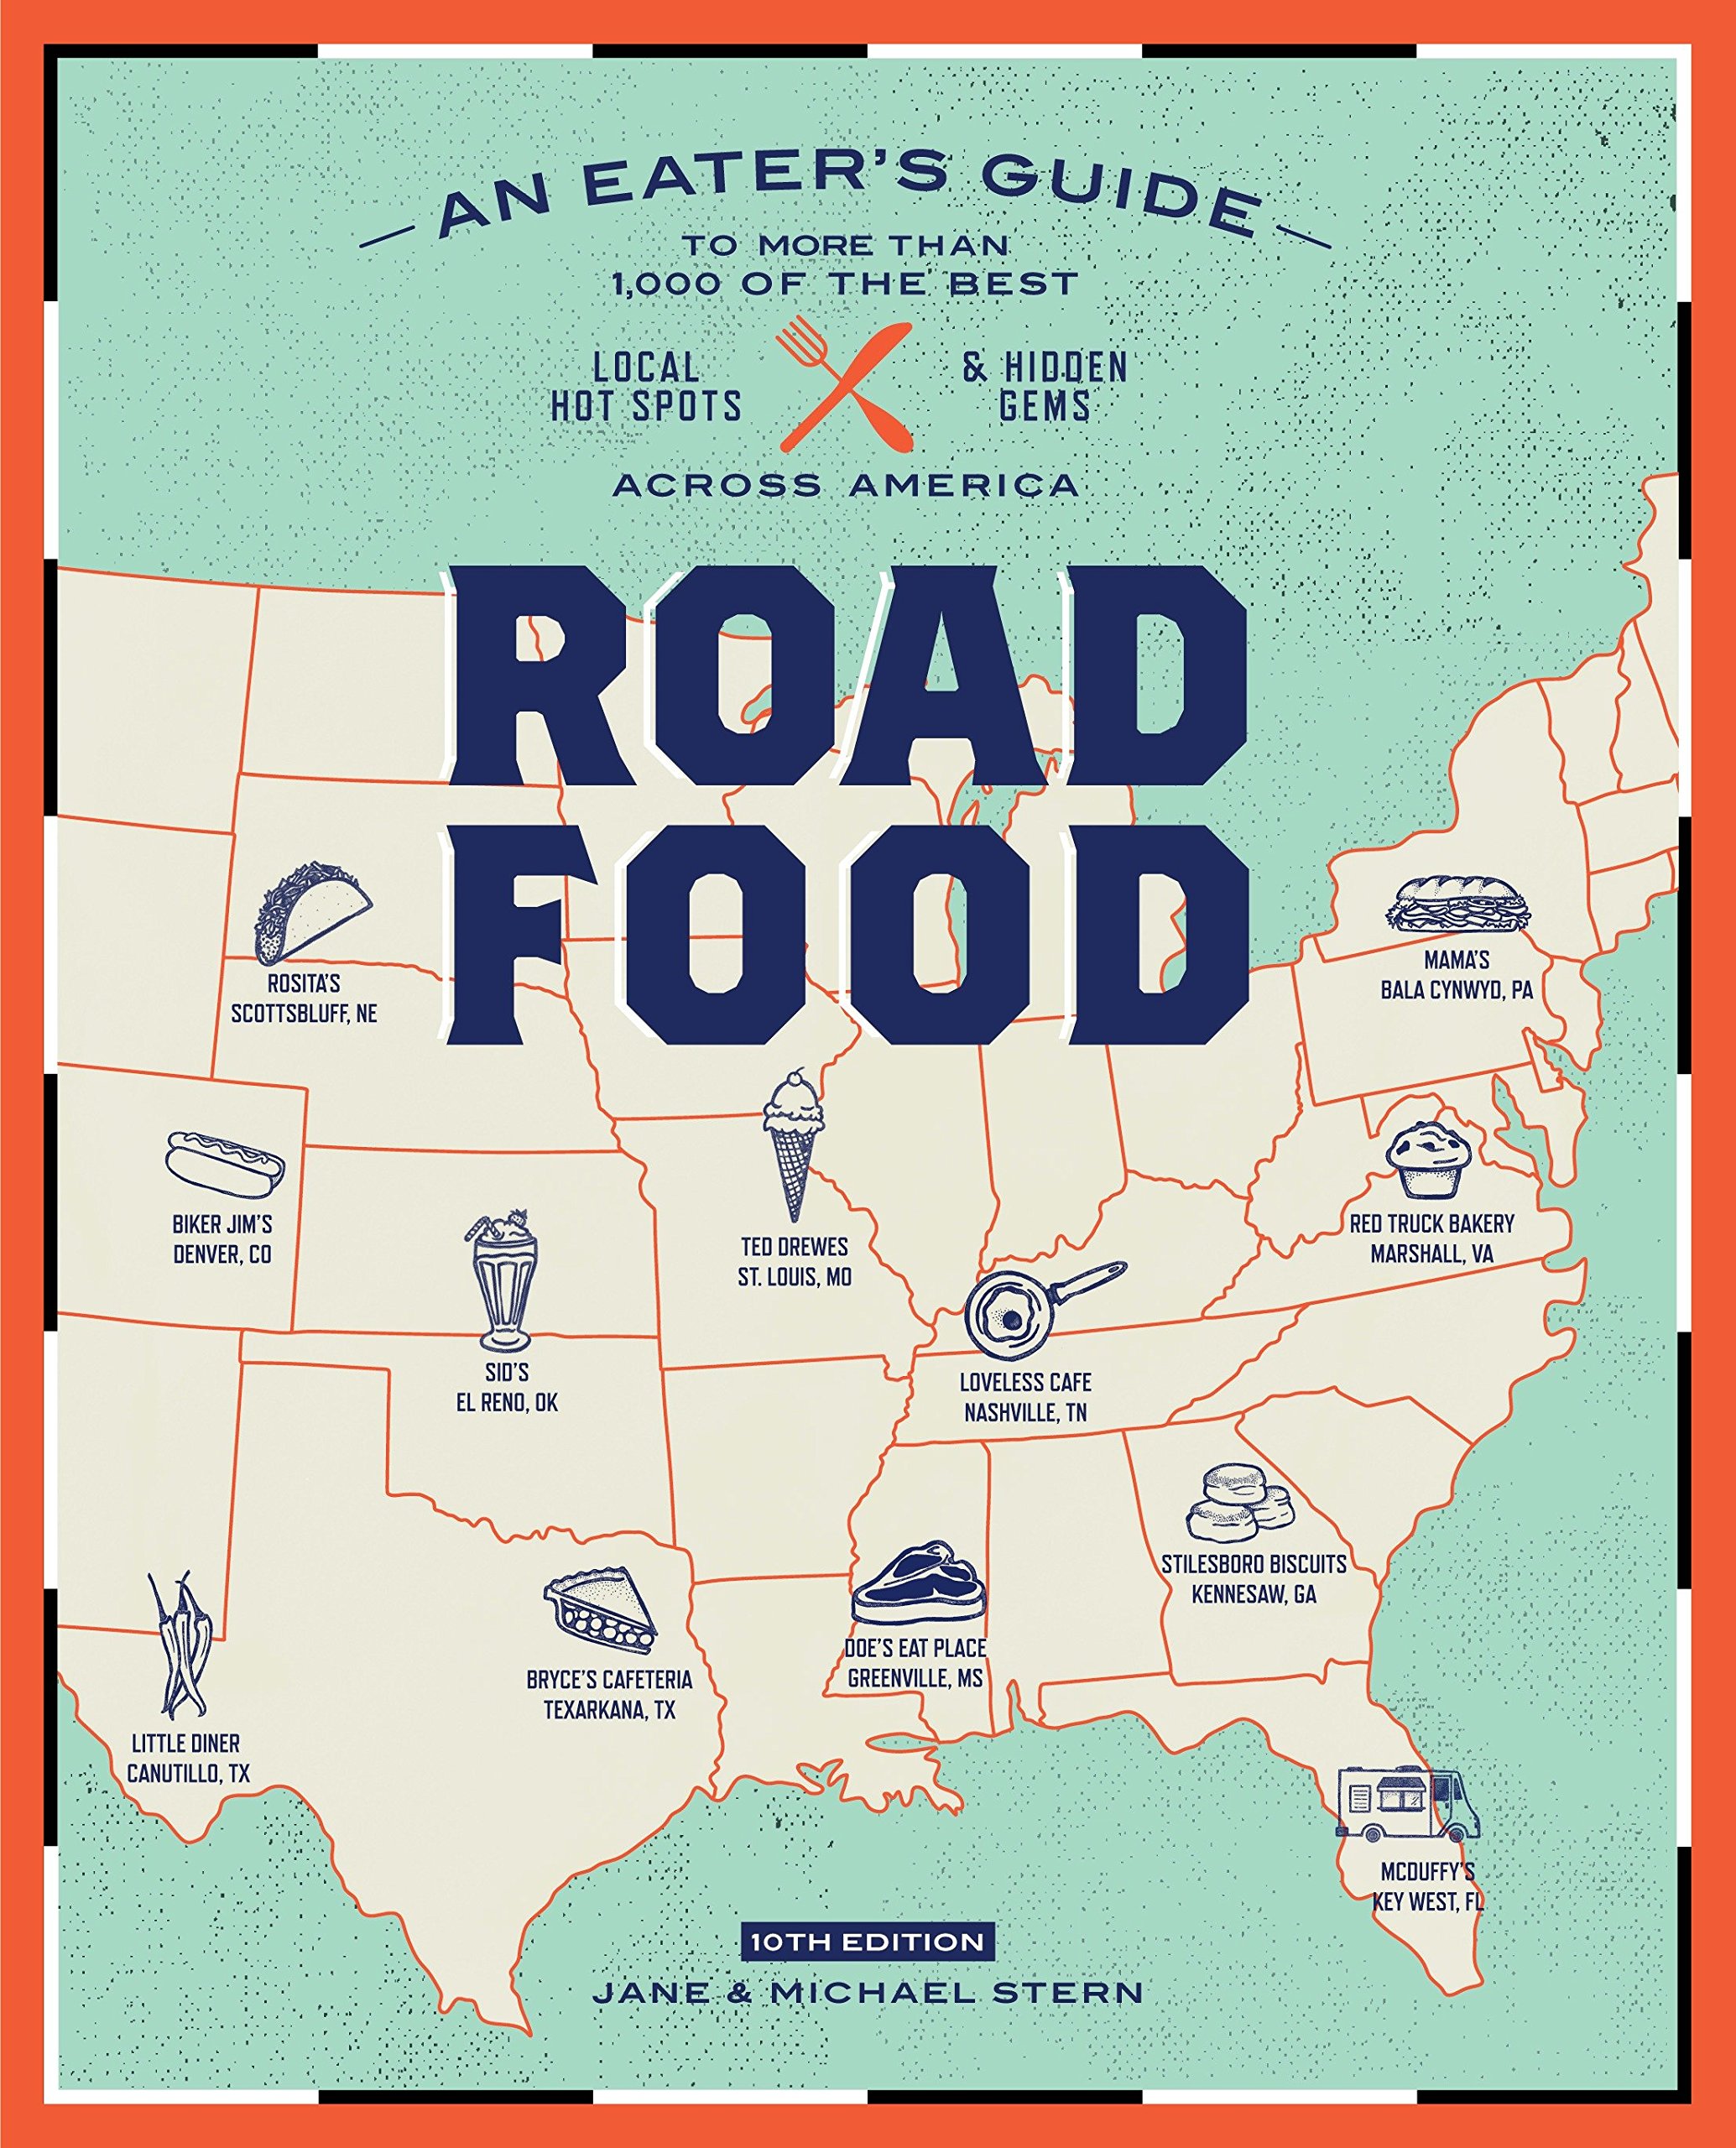 AN EATER'S GUIDE
TO MORE THAN
1,000 OF THE BEST
LOCAL
HOT SPOTS
& HIDDEN
GEMS
ACROSS AMERICA
ROAD
FOOD
ROSITA'S
SCOTTSBLUFF, NE
MAMA'S
BALA CYNWYD, PA
BIKER JIM'S
DENVER, CO
TED DREWES
ST. LOUIS, MO
RED TRUCK BAKERY
MARSHALL, VA
SID'S
EL RENO, OK
LOVELESS CAFE
NASHVILLE, TN
STILESBORO BISCUITS
KENNESAW, GA
DOE'S EAT PLACE
GREENVILLE, MS
BRYCE'S CAFETERIA
TEXARKANA, TX
LITTLE DINER
CANUTILLO, TX
MCDUFFY'S
KEY WEST, FL
10TH EDITION
JANE & MICHAEL STERN